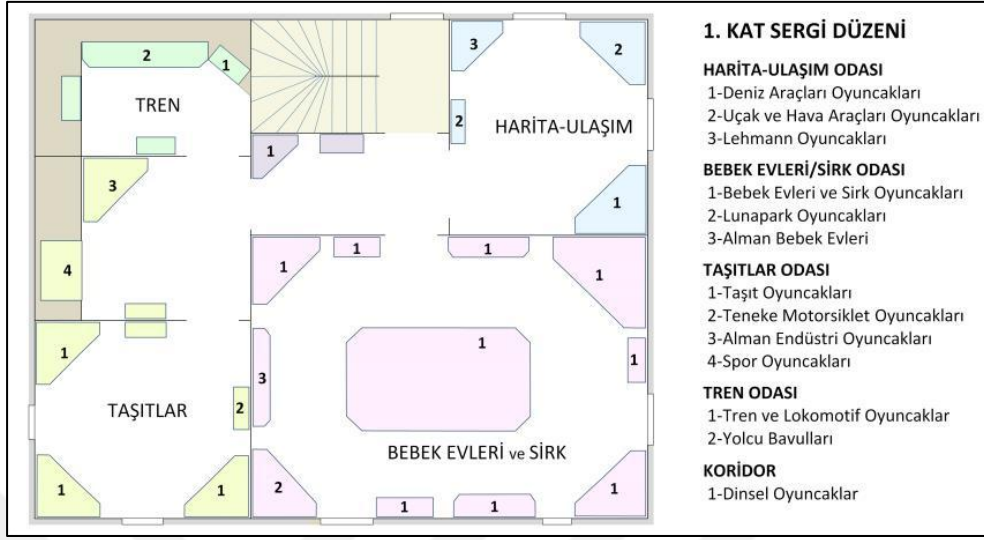 2
1
TREN
3
4
1
TAŞITLAR
2
1
1
1
3
2
2
HARİTA-ULAŞIM
1
1
1
1
1
1
3
1
BEBEK EVLERİ ve SİRK
2
1
1
1
1. KAT SERGİ DÜZENİ
HARİTA-ULAŞIM ODASI
1-Deniz Araçları Oyuncakları
2-Uçak ve Hava Araçları Oyuncakları
3-Lehmann Oyuncakları
BEBEK EVLERİ/SİRK ODASI
1-Bebek Evleri ve Sirk Oyuncakları
2-Lunapark Oyuncakları
3-Alman Bebek Evleri
TAŞITLAR ODASI
1-Taşıt Oyuncakları
2-Teneke Motorsiklet Oyuncakları
3-Alman Endüstri Oyuncakları
4-Spor Oyuncakları
TREN ODASI
1-Tren ve Lokomotif Oyuncaklar
2-Yolcu Bavulları
KORİDOR
1-Dinsel Oyuncaklar